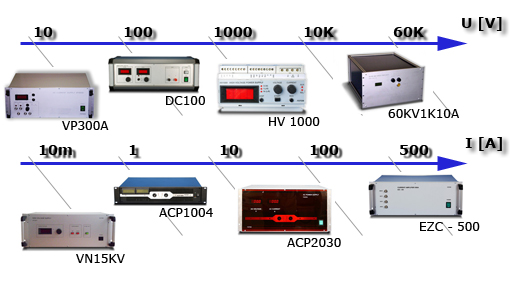 U [V]
10 100 1000 10K 60K
DC100
60KV1K10A
HV 1000
VP300A
I [A]
10m 1 10 100 500
ACP1004
EZC - 500
ACP2030
VN15KV